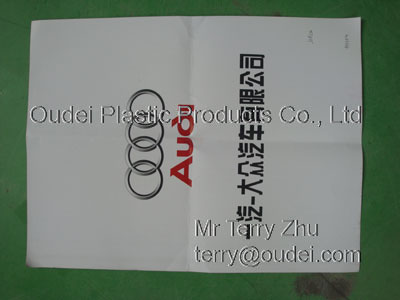 Audi
一汽-大众汽车有限公司
Oudei Plastic Products Co., Ltd
Mr Terry Zhu
terry@oudei.com